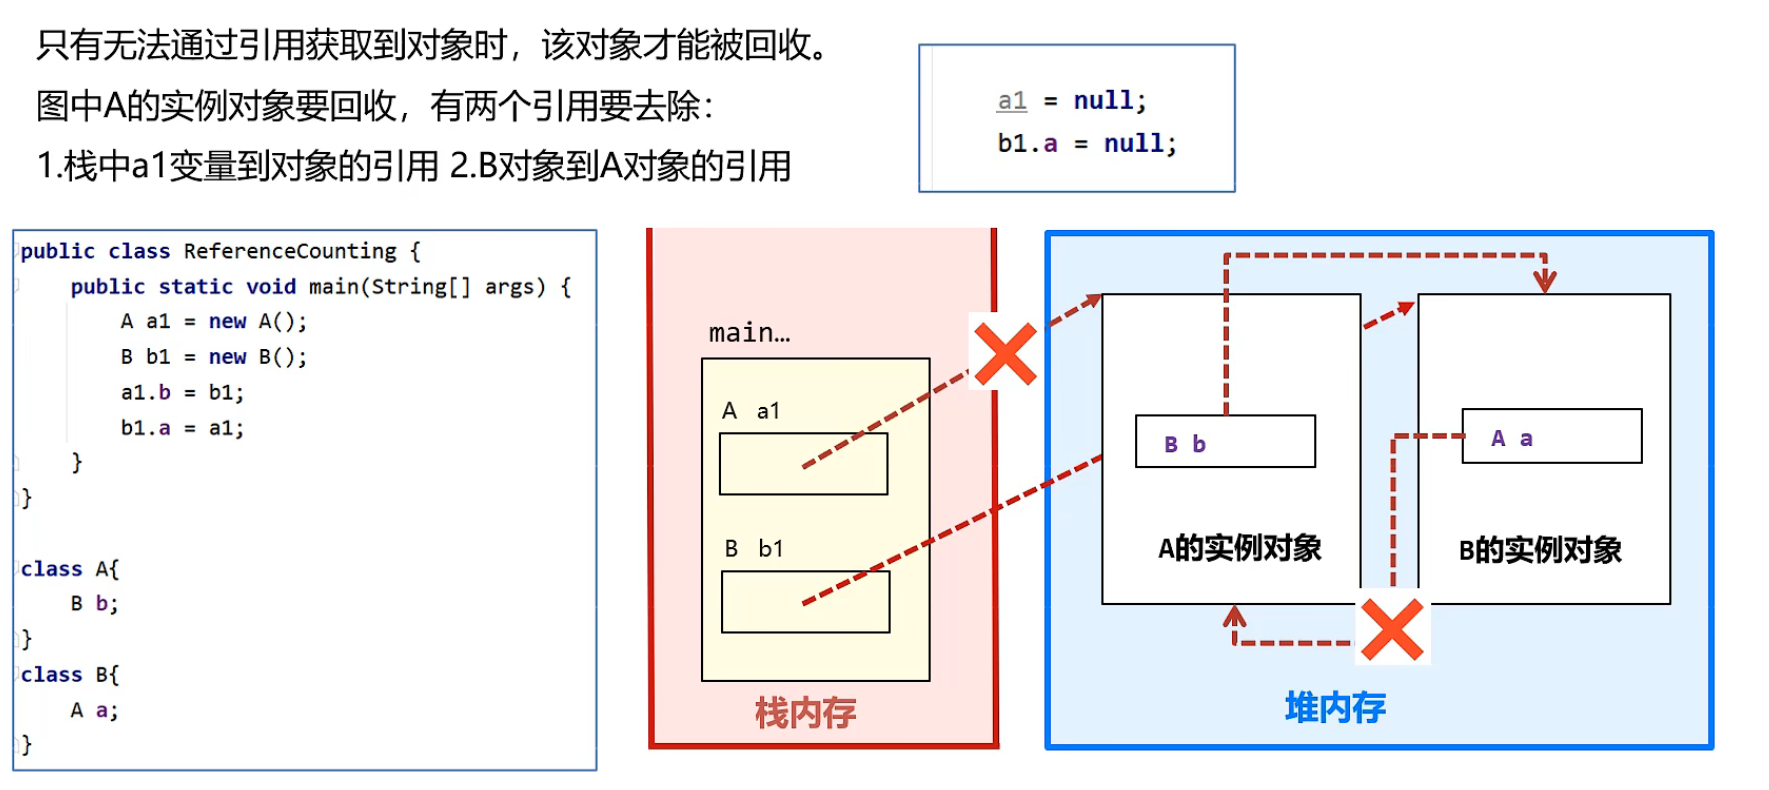 只有无法通过引用获取到对象时，该对象才能被回收。
图中A的实例对象要回收，有两个引用要去除：
1.栈中a1变量到对象的引用 2.B对象到A对象的引用
a1 = null;
b1.a = null;
public class ReferenceCounting {
public static void main(String[] args) {
A a1 = new A();
B b1 = new B();
a1.b = b1;
b1.a = a1;
}
}
class A{
B b;
}
class B{
A a;
}
main…
A a1
B b1
栈内存
B b
A的实例对象
A a
B的实例对象
堆内存